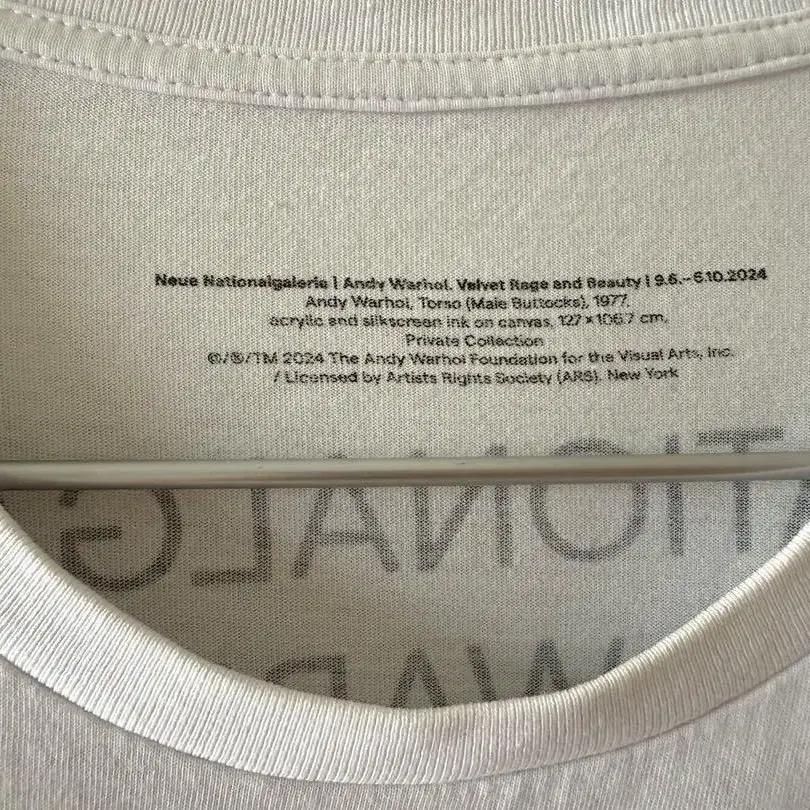 Neue Nationalgalerie | Andy Warhol. Velvet Rage and Beauty | 9.6.–6.10.2024
Andy Warhol, Torso (Male Buttocks), 1977,
acrylic and silkscreen ink on canvas, 127 × 106.7 cm,
Private Collection
©/®/TM 2024 The Andy Warhol Foundation for the Visual Arts, Inc.
/ Licensed by Artists Rights Society (ARS), New York
TIONALG
WAR